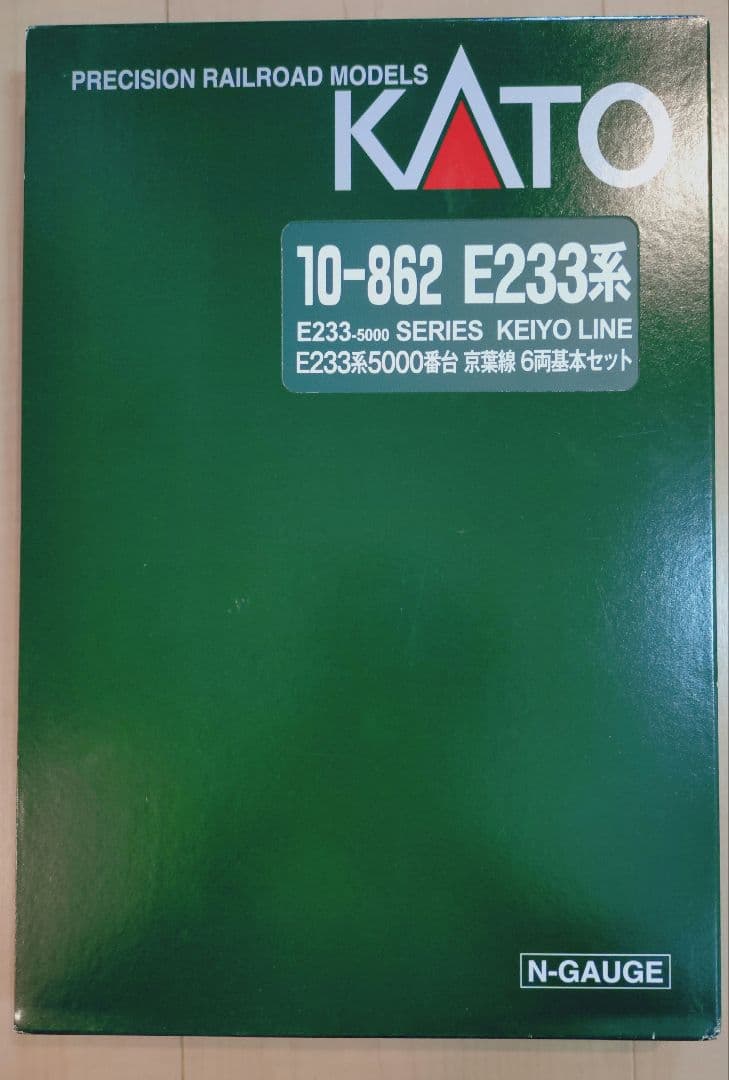 PRECISION RAILROAD MODELS
KATO
10-862 E233系
E233-5000 SERIES KEIYO LINE
E233系5000番台 京葉線 6両基本セット
N-GAUGE